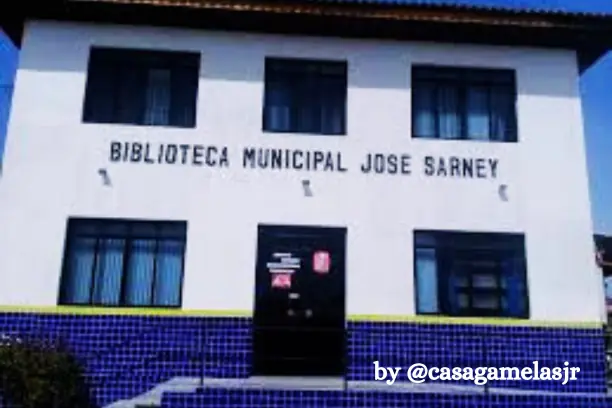 BIBLIOTECA MUNICIPAL JOSE SARNEY
by @casagamelasjr